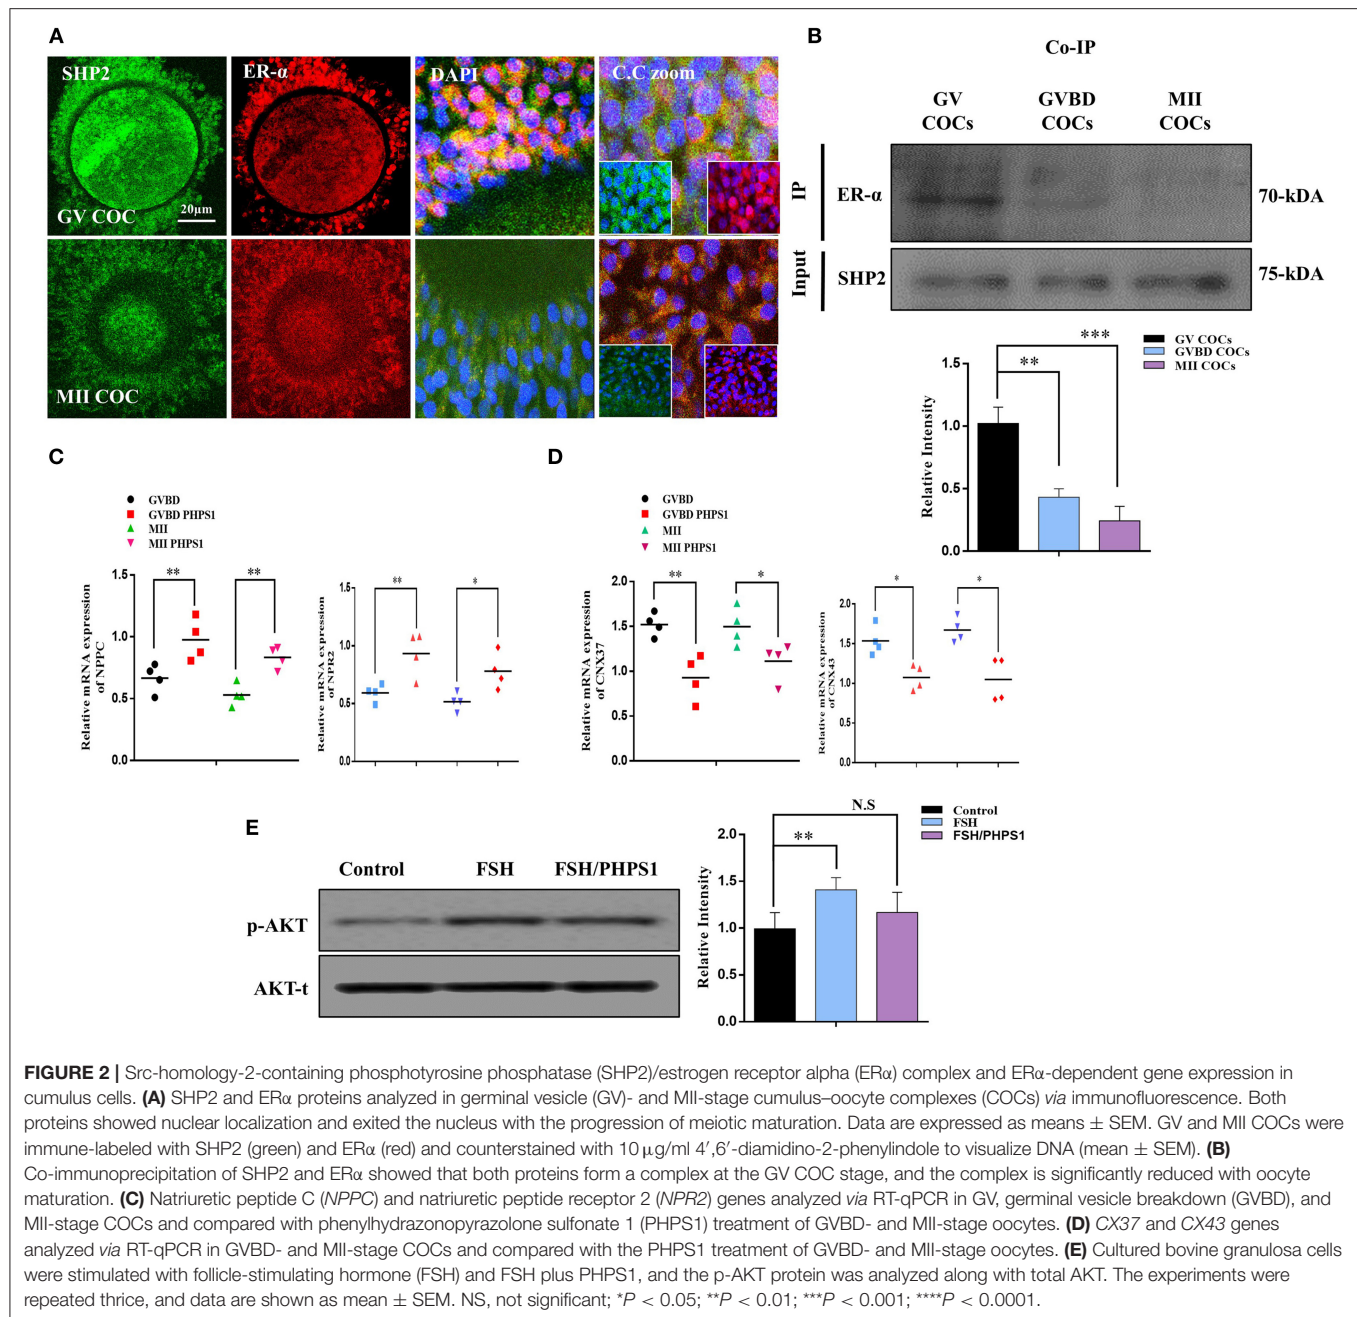 A
SHP2
ER-α
DAPI
C.C zoom
GV COC
20µm
MII COC
B
Co-IP
GV COCs
GVBD COCs
MII COCs
IP
ER-α
70-kDA
Input
SHP2
75-kDA
GV COCs
GVBD COCs
MII COCs
Relative Intensity
1.5
1.0
0.5
0.0
**
***
C
GVBD
GVBD PHPS1
MII
MII PHPS1
Relative mRNA expression of NPPC
1.5
1.0
0.5
0.0
**
**
Relative mRNA expression of NPR2
1.5
1.0
0.5
0.0
**
*
D
GVBD
GVBD PHPS1
MII
MII PHPS1
Relative mRNA expression of CNX37
2.0
1.5
1.0
0.5
0.0
**
*
Relative mRNA expression of CNX43
2.0
1.5
1.0
0.5
0.0
*
*
E
Control
FSH
FSH/PHPS1
p-AKT
AKT-t
Control
FSH
FSH/PHPS1
Relative Intensity
2.0
1.5
1.0
0.5
0.0
**
N.S
FIGURE 2 | Src-homology-2-containing phosphotyrosine phosphatase (SHP2)/estrogen receptor alpha (ERα) complex and ERα-dependent gene expression in
cumulus cells. (A) SHP2 and ERα proteins analyzed in germinal vesicle (GV)- and MII-stage cumulus–oocyte complexes (COCs) via immunofluorescence. Both
proteins showed nuclear localization and exited the nucleus with the progression of meiotic maturation. Data are expressed as means ± SEM. GV and MII COCs were
immune-labeled with SHP2 (green) and ERα (red) and counterstained with 10 µg/ml 4′,6′-diamidino-2-phenylindole to visualize DNA (mean ± SEM). (B)
Co-immunoprecipitation of SHP2 and ERα showed that both proteins form a complex at the GV COC stage, and the complex is significantly reduced with oocyte
maturation. (C) Natriuretic peptide C (NPPC) and natriuretic peptide receptor 2 (NPR2) genes analyzed via RT-qPCR in GV, germinal vesicle breakdown (GVBD), and
MII-stage COCs and compared with phenylhydrazonopyrazolone sulfonate 1 (PHPS1) treatment of GVBD- and MII-stage oocytes. (D) CX37 and CX43 genes
analyzed via RT-qPCR in GVBD- and MII-stage COCs and compared with the PHPS1 treatment of GVBD- and MII-stage oocytes. (E) Cultured bovine granulosa cells
were stimulated with follicle-stimulating hormone (FSH) and FSH plus PHPS1, and the p-AKT protein was analyzed along with total AKT. The experiments were
repeated thrice, and data are shown as mean ± SEM. NS, not significant; *P < 0.05; **P < 0.01; ***P < 0.001; ****P < 0.0001.